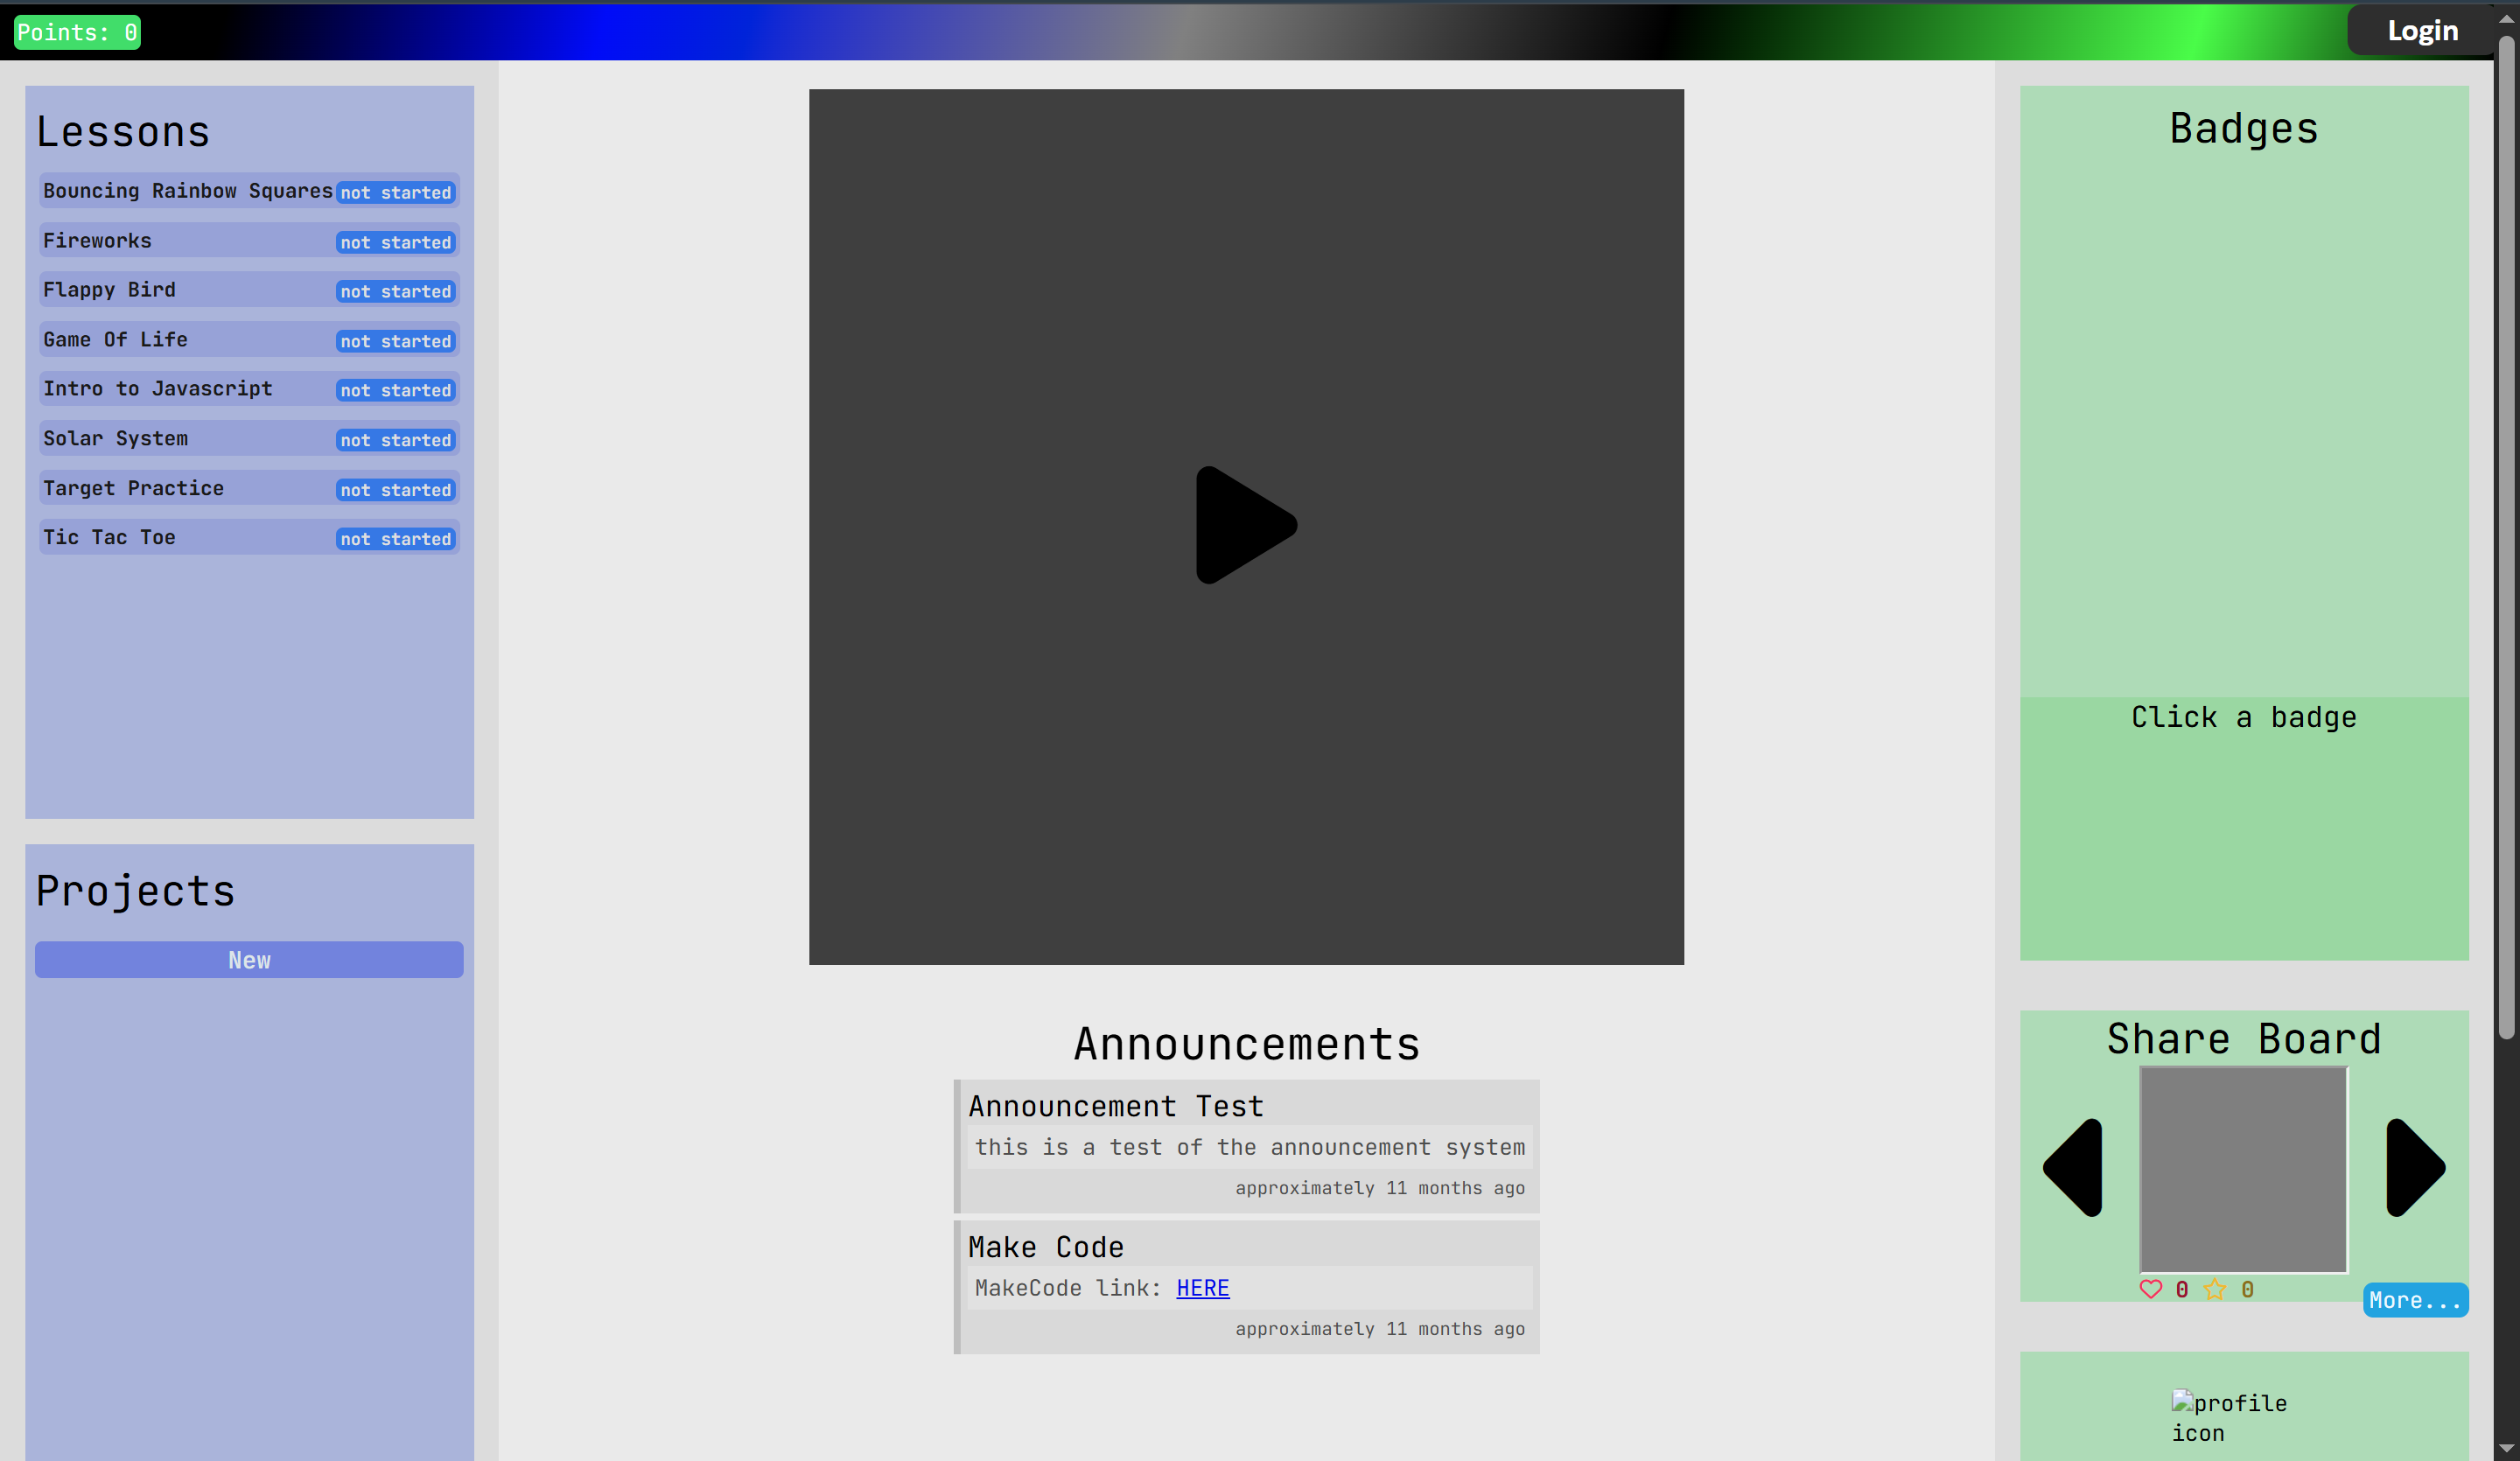 Points: 0
Login
Lessons
Bouncing Rainbow Squares not started
Fireworks not started
Flappy Bird not started
Game Of Life not started
Intro to Javascript not started
Solar System not started
Target Practice not started
Tic Tac Toe not started
Projects
New
Announcements
Announcement Test
this is a test of the announcement system
approximately 11 months ago
Make Code
MakeCode link: HERE
approximately 11 months ago
Badges
Click a badge
Share Board
0 0
More...
profile
icon